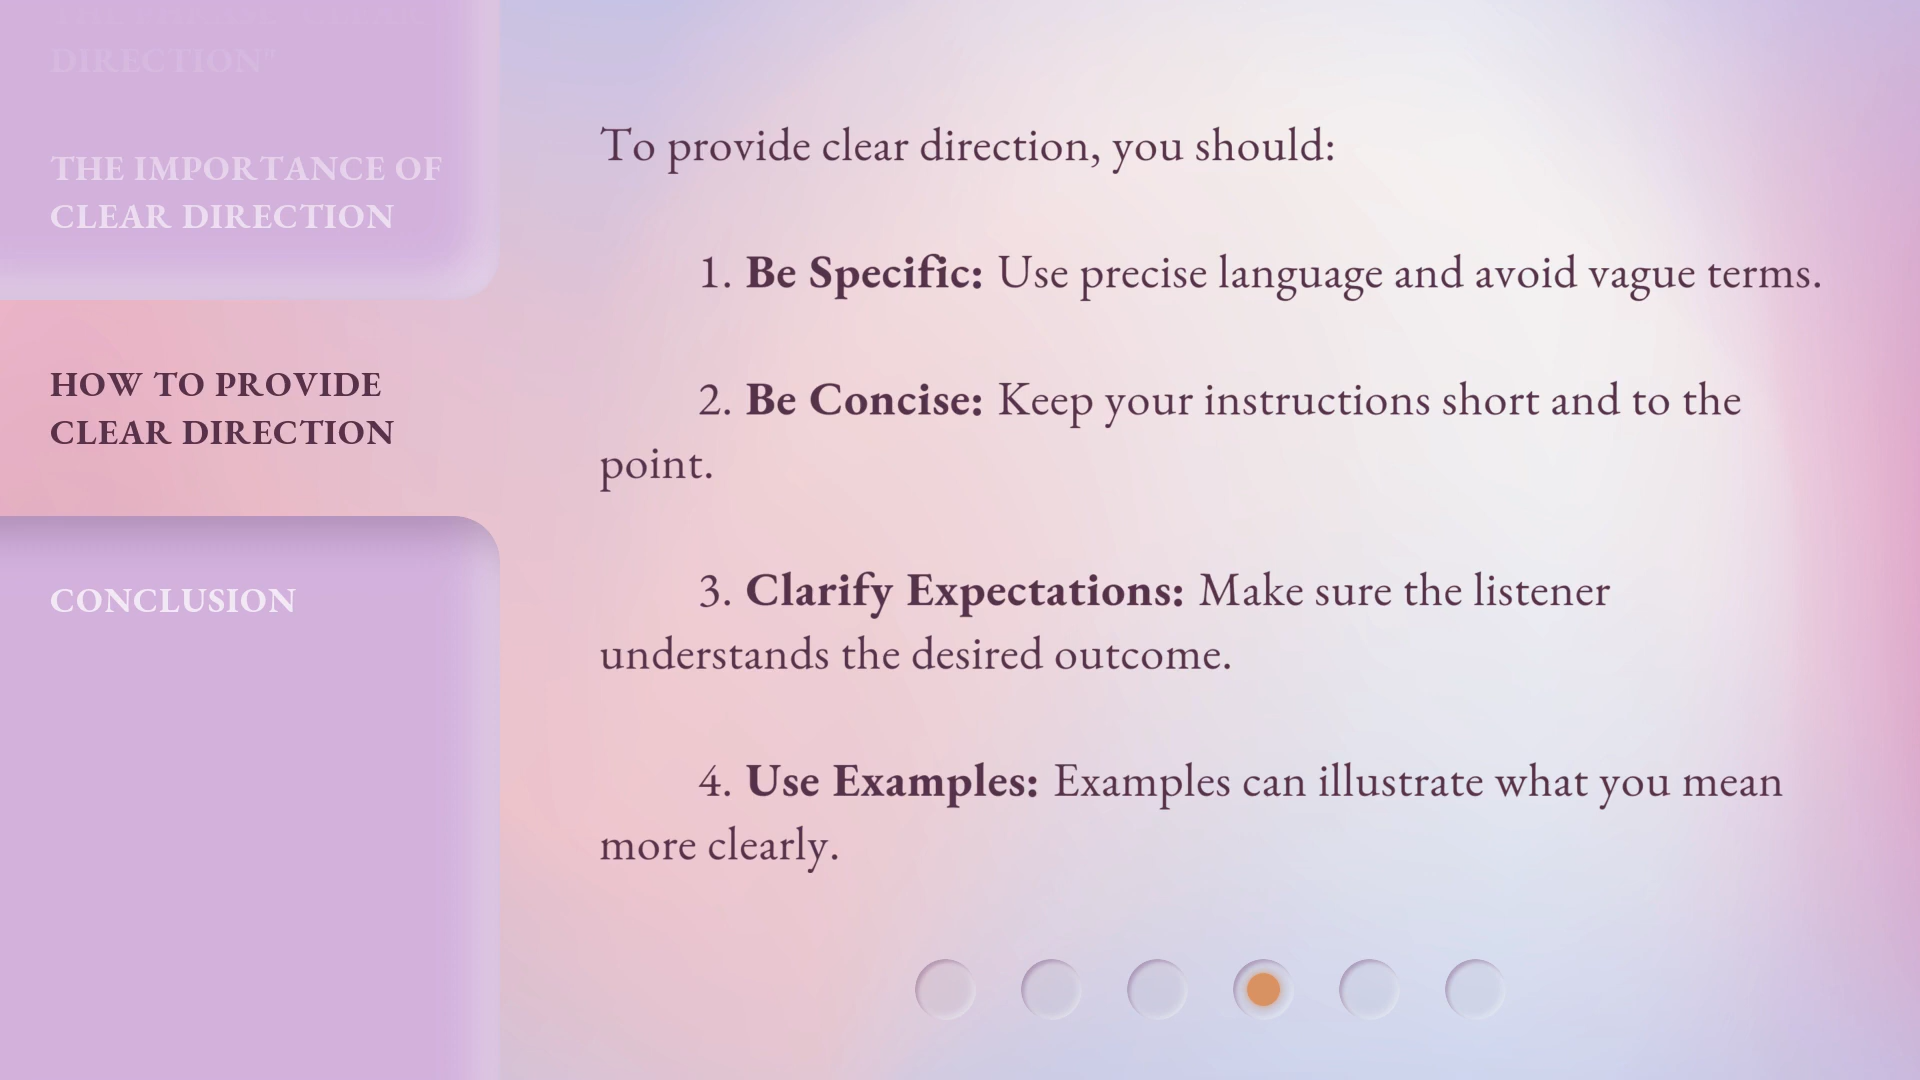 THE PHRASE "CLEAR
DIRECTION"
THE IMPORTANCE OF
CLEAR DIRECTION
HOW TO PROVIDE
CLEAR DIRECTION
CONCLUSION
To provide clear direction, you should:
1. Be Specific: Use precise language and avoid vague terms.
2. Be Concise: Keep your instructions short and to the
point.
3. Clarify Expectations: Make sure the listener
understands the desired outcome.
4. Use Examples: Examples can illustrate what you mean
more clearly.